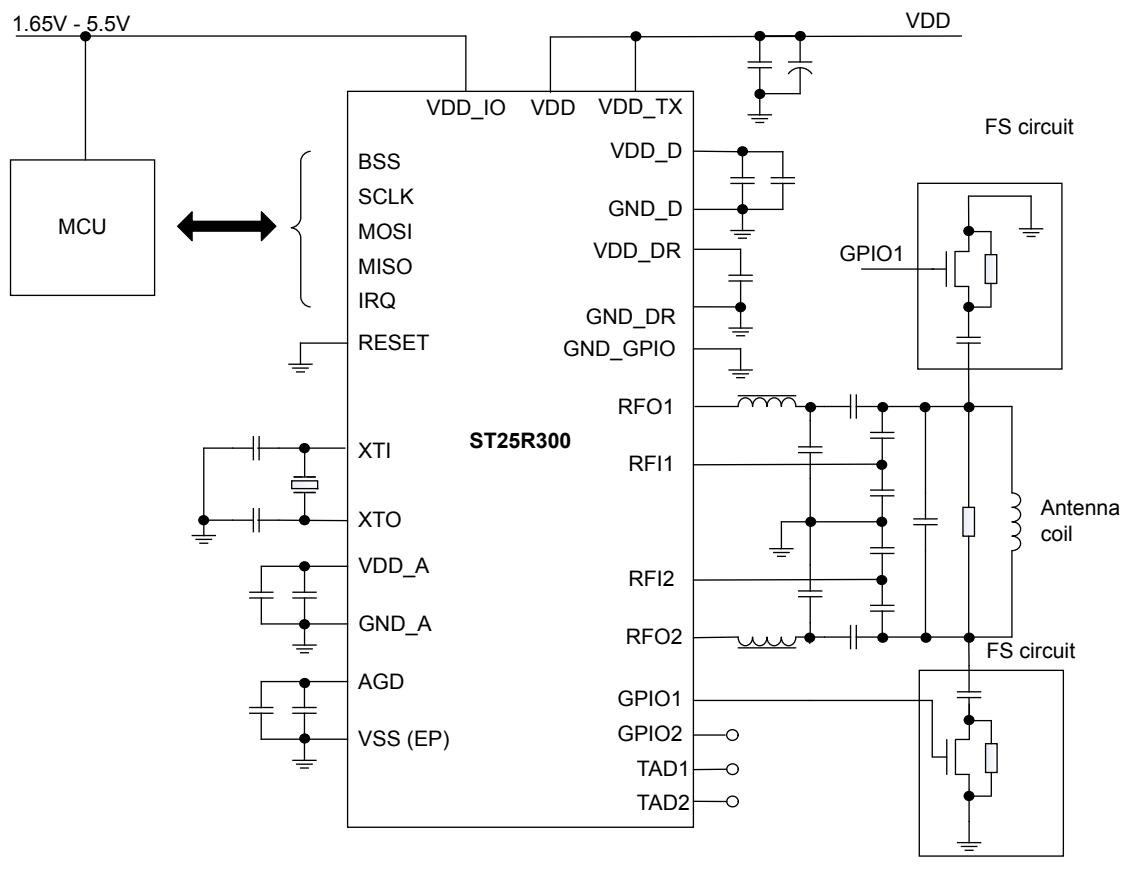 1.65V - 5.5V
VDD
VDD_IO
VDD
VDD_TX
FS circuit
MCU
BSS
SCLK
MOSI
MISO
IRQ
RESET
XTI
XTO
VDD_A
GND_A
AGD
VSS (EP)
ST25R300
VDD_D
GND_D
VDD_DR
GND_DR
GND_GPIO
RFO1
RFI1
RFI2
RFO2
GPIO1
GPIO2
TAD1
TAD2
GPIO1
Antenna
coil
FS circuit